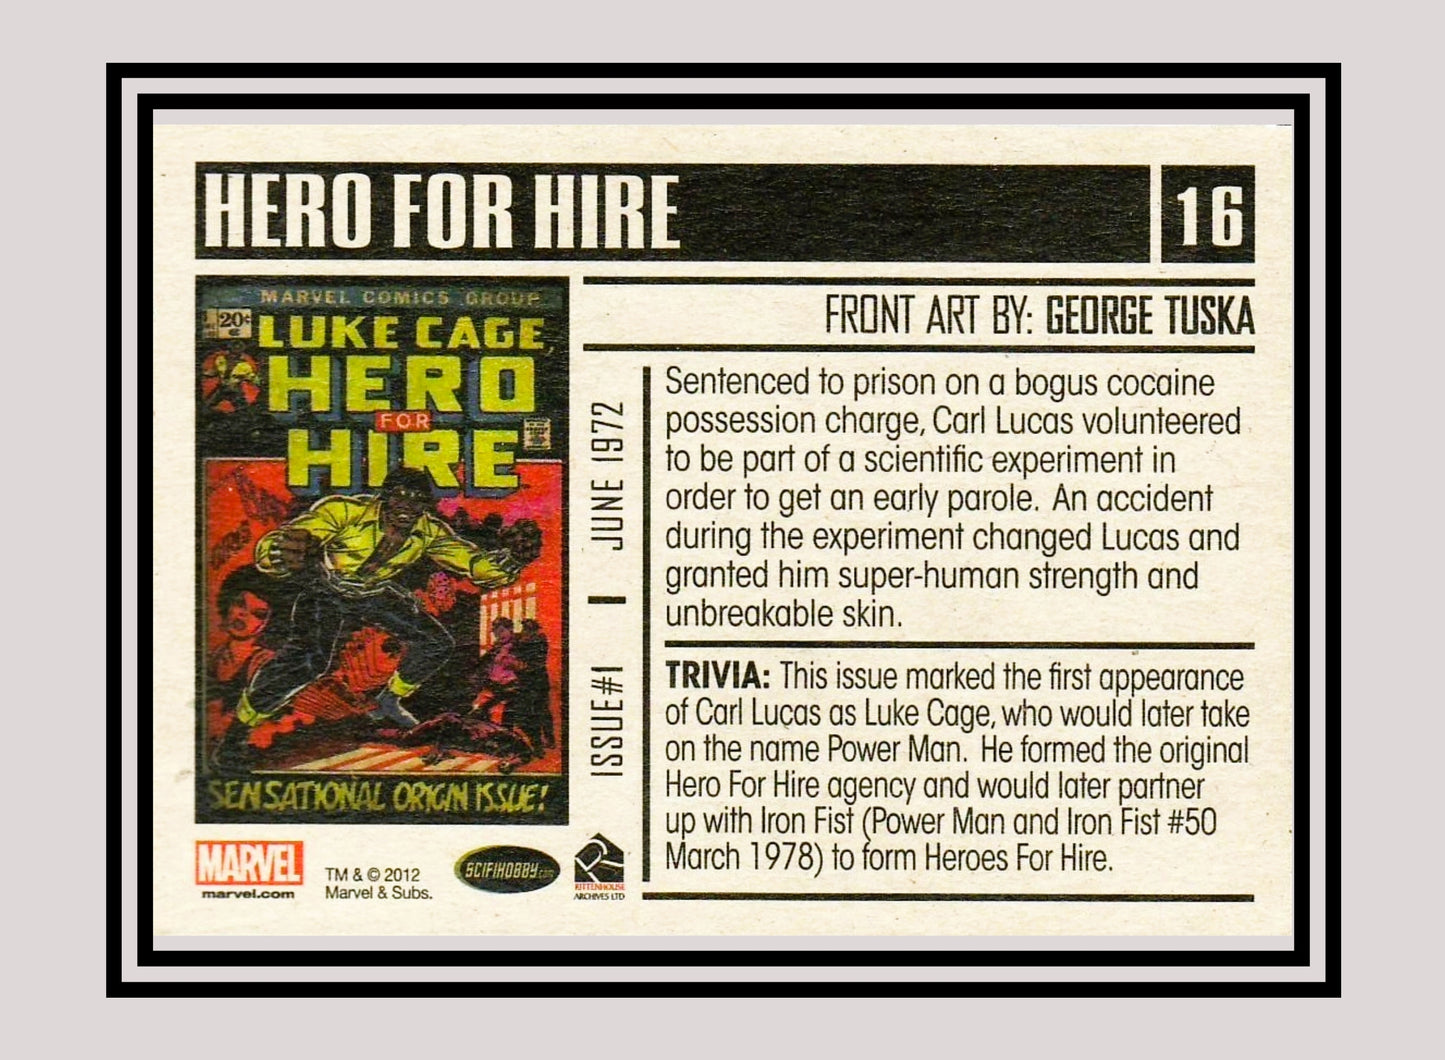 HERO FOR HIRE
16
MARVEL COMICS GROUP
20¢
LUKE CAGE,
HERO
FOR
HIRE
SENSATIONAL ORIGIN ISSUE!
ISSUE#1 | JUNE 1972
FRONT ART BY: GEORGE TUSKA
Sentenced to prison on a bogus cocaine
possession charge, Carl Lucas volunteered
to be part of a scientific experiment in
order to get an early parole. An accident
during the experiment changed Lucas and
granted him super-human strength and
unbreakable skin.
TRIVIA: This issue marked the first appearance
of Carl Lucas as Luke Cage, who would later take
on the name Power Man. He formed the original
Hero For Hire agency and would later partner
up with Iron Fist (Power Man and Iron Fist #50
March 1978) to form Heroes For Hire.
MARVEL
marvel.com
TM & © 2012
Marvel & Subs.
SCIFIHOBBY.com
RITTENHOUSE
ARCHIVES LTD